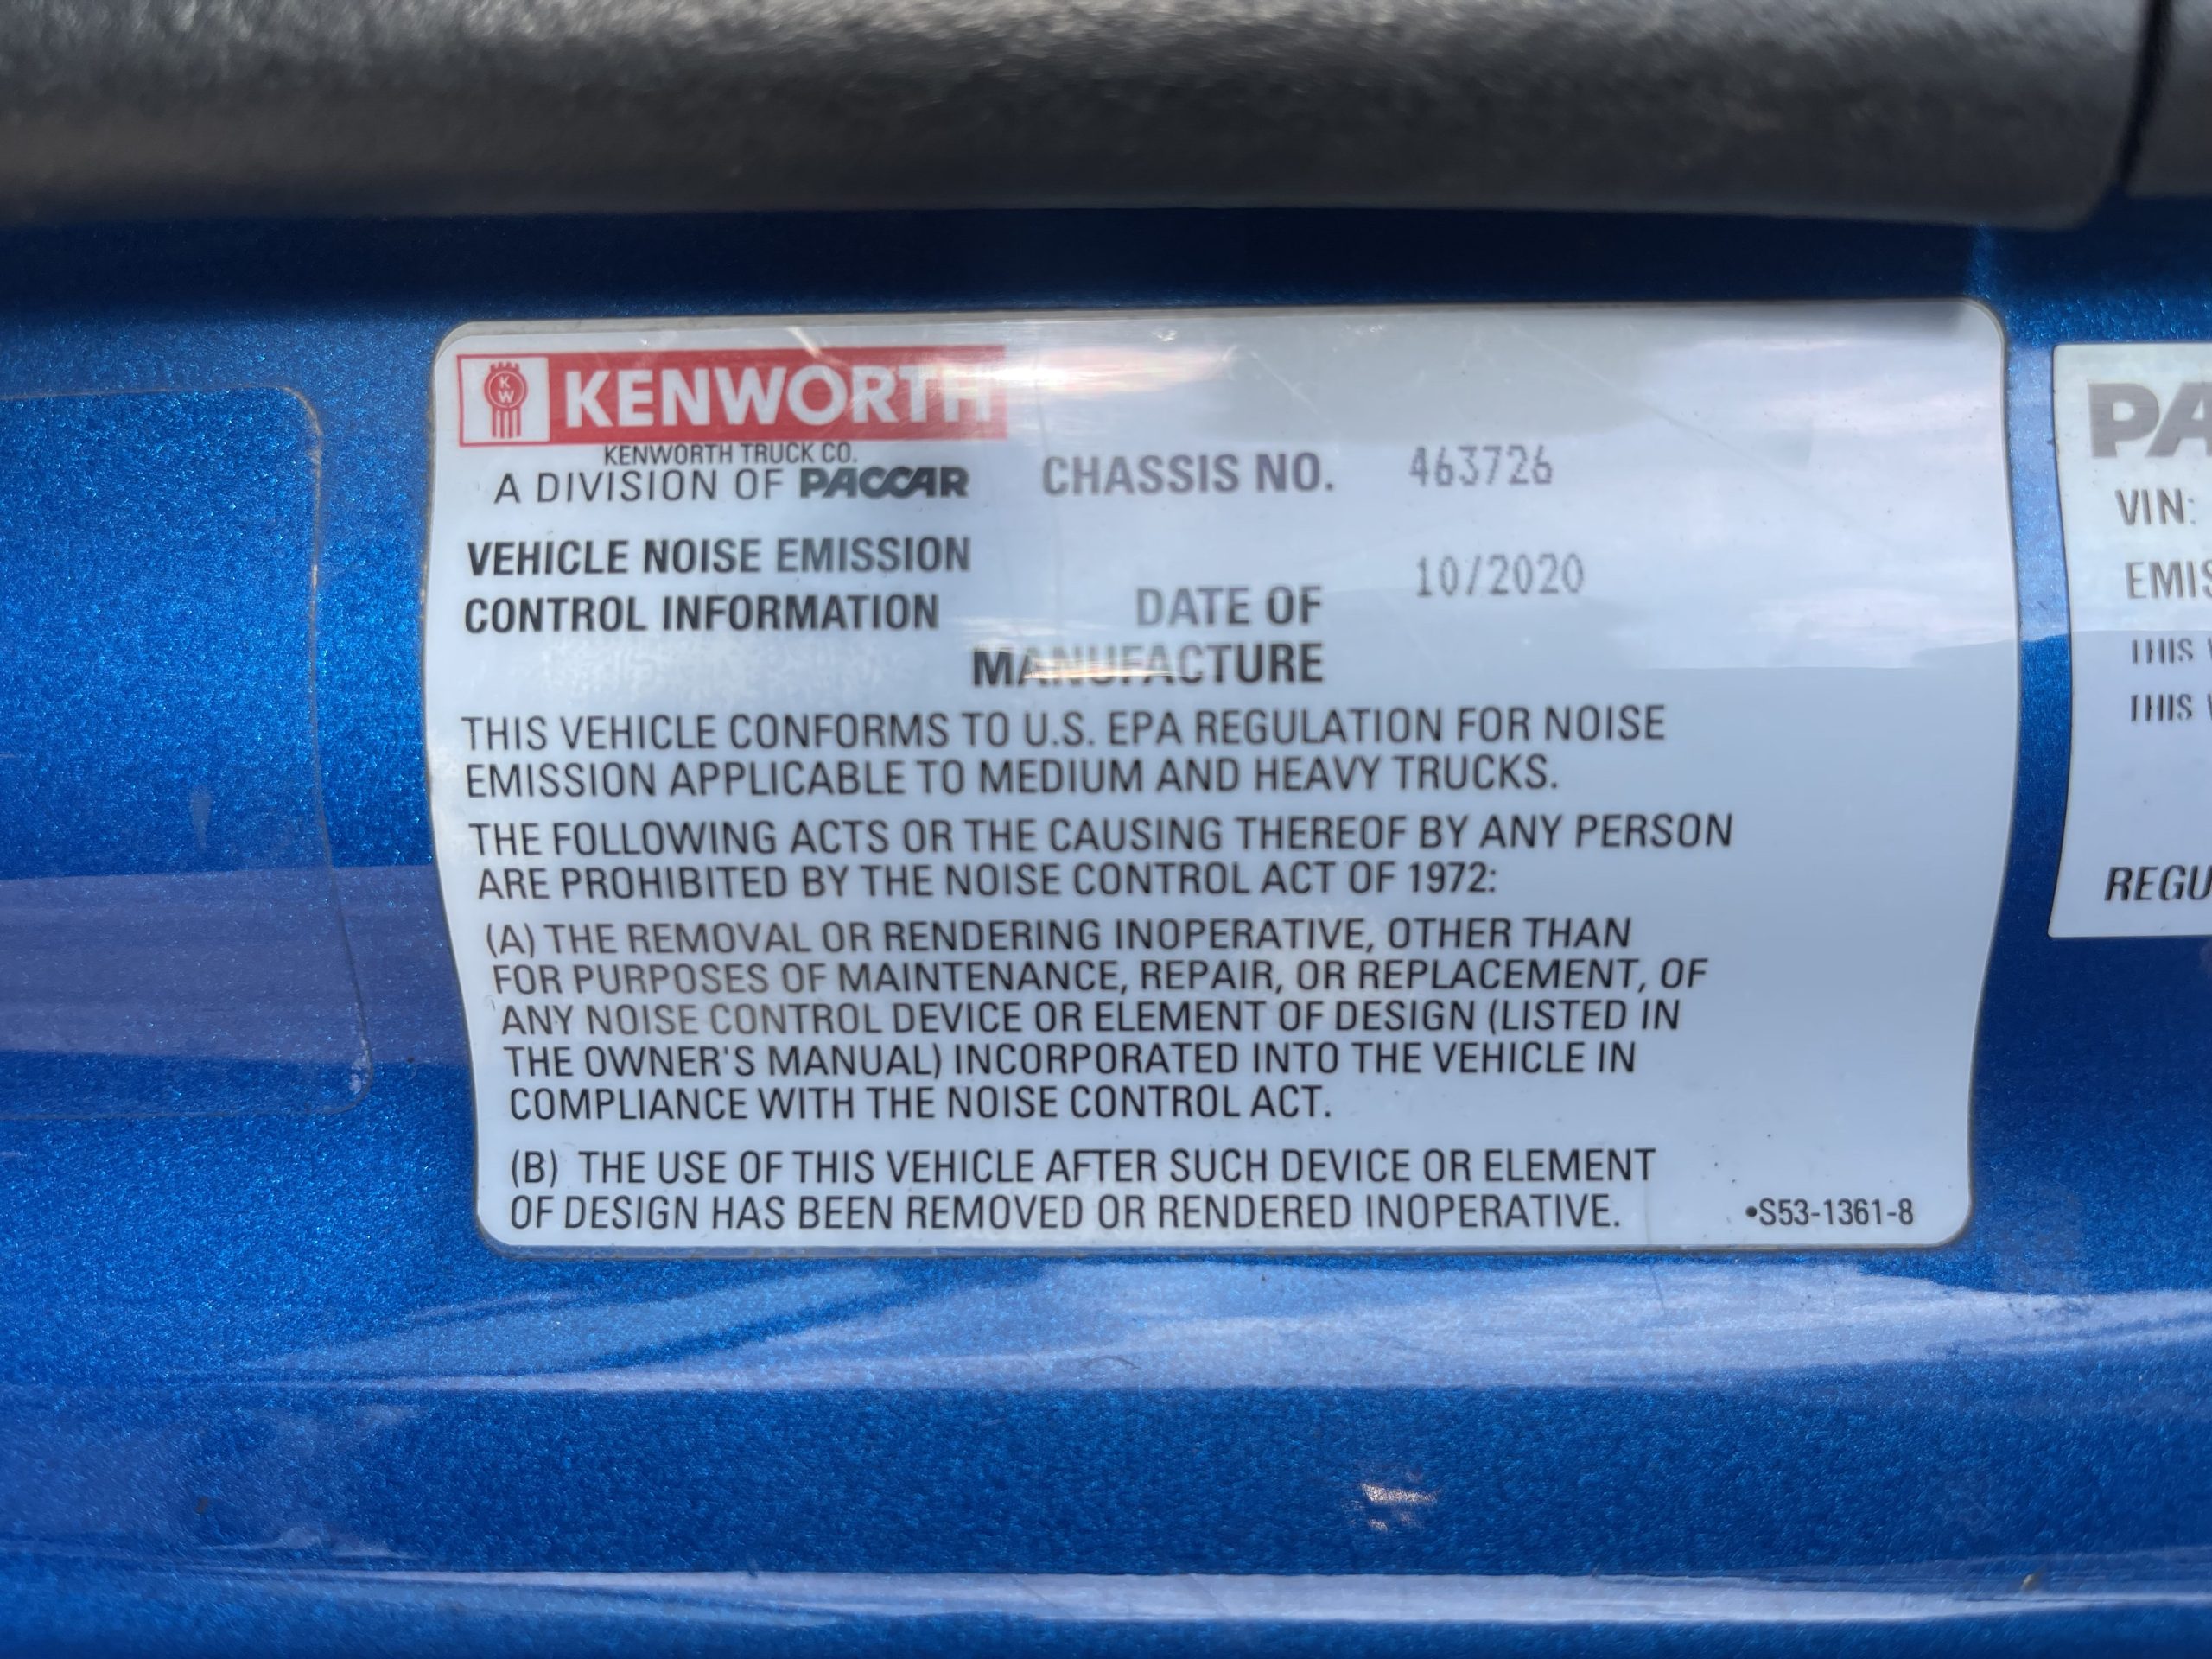 KW KENWORTH
KENWORTH TRUCK CO.
A DIVISION OF PACCAR
CHASSIS NO. 463726
VEHICLE NOISE EMISSION
CONTROL INFORMATION
DATE OF
MANUFACTURE
10/2020
THIS VEHICLE CONFORMS TO U.S. EPA REGULATION FOR NOISE
EMISSION APPLICABLE TO MEDIUM AND HEAVY TRUCKS.
THE FOLLOWING ACTS OR THE CAUSING THEREOF BY ANY PERSON
ARE PROHIBITED BY THE NOISE CONTROL ACT OF 1972:
(A) THE REMOVAL OR RENDERING INOPERATIVE, OTHER THAN
FOR PURPOSES OF MAINTENANCE, REPAIR, OR REPLACEMENT, OF
ANY NOISE CONTROL DEVICE OR ELEMENT OF DESIGN (LISTED IN
THE OWNER'S MANUAL) INCORPORATED INTO THE VEHICLE IN
COMPLIANCE WITH THE NOISE CONTROL ACT.
(B) THE USE OF THIS VEHICLE AFTER SUCH DEVICE OR ELEMENT
OF DESIGN HAS BEEN REMOVED OR RENDERED INOPERATIVE.
•S53-1361-8
PA
VIN:
EMIS
THIS
THIS
REGU